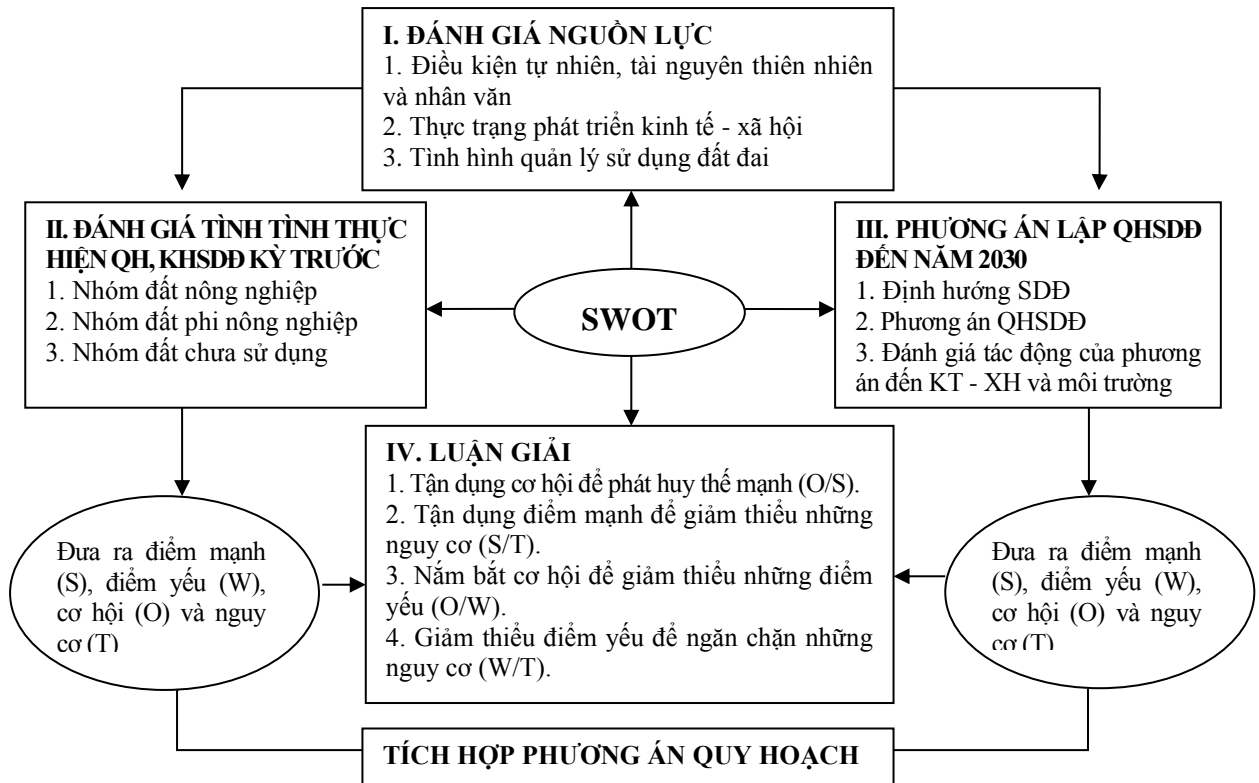 I. ĐÁNH GIÁ NGUỒN LỰC
1. Điều kiện tự nhiên, tài nguyên thiên nhiên
và nhân văn
2. Thực trạng phát triển kinh tế - xã hội
3. Tình hình quản lý sử dụng đất đai
II. ĐÁNH GIÁ TÌNH TÌNH THỰC
HIỆN QH, KHSDĐ KỲ TRƯỚC
1. Nhóm đất nông nghiệp
2. Nhóm đất phi nông nghiệp
3. Nhóm đất chưa sử dụng
SWOT
III. PHƯƠNG ÁN LẬP QHSDĐ
ĐẾN NĂM 2030
1. Định hướng SDĐ
2. Phương án QHSDĐ
3. Đánh giá tác động của phương
án đến KT - XH và môi trường
IV. LUẬN GIẢI
1. Tận dụng cơ hội để phát huy thế mạnh (O/S).
2. Tận dụng điểm mạnh để giảm thiểu những
nguy cơ (S/T).
3. Nắm bắt cơ hội để giảm thiểu những điểm
yếu (O/W).
4. Giảm thiểu điểm yếu để ngăn chặn những
nguy cơ (W/T).
Đưa ra điểm mạnh
(S), điểm yếu (W),
cơ hội (O) và nguy
cơ (T)
Đưa ra điểm mạnh
(S), điểm yếu (W),
cơ hội (O) và nguy
cơ (T)
TÍCH HỢP PHƯƠNG ÁN QUY HOẠCH